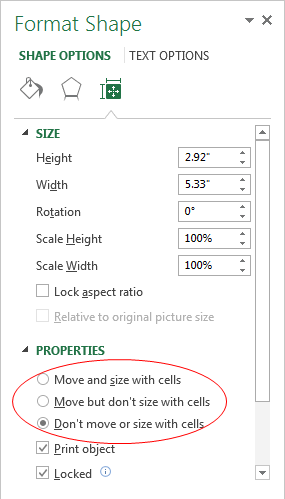 Format Shape
SHAPE OPTIONS TEXT OPTIONS
SIZE
Height 2.92"
Width 5.33"
Rotation 0°
Scale Height 100%
Scale Width 100%
Lock aspect ratio
Relative to original picture size
PROPERTIES
Move and size with cells
Move but don't size with cells
Don't move or size with cells
Print object
Locked